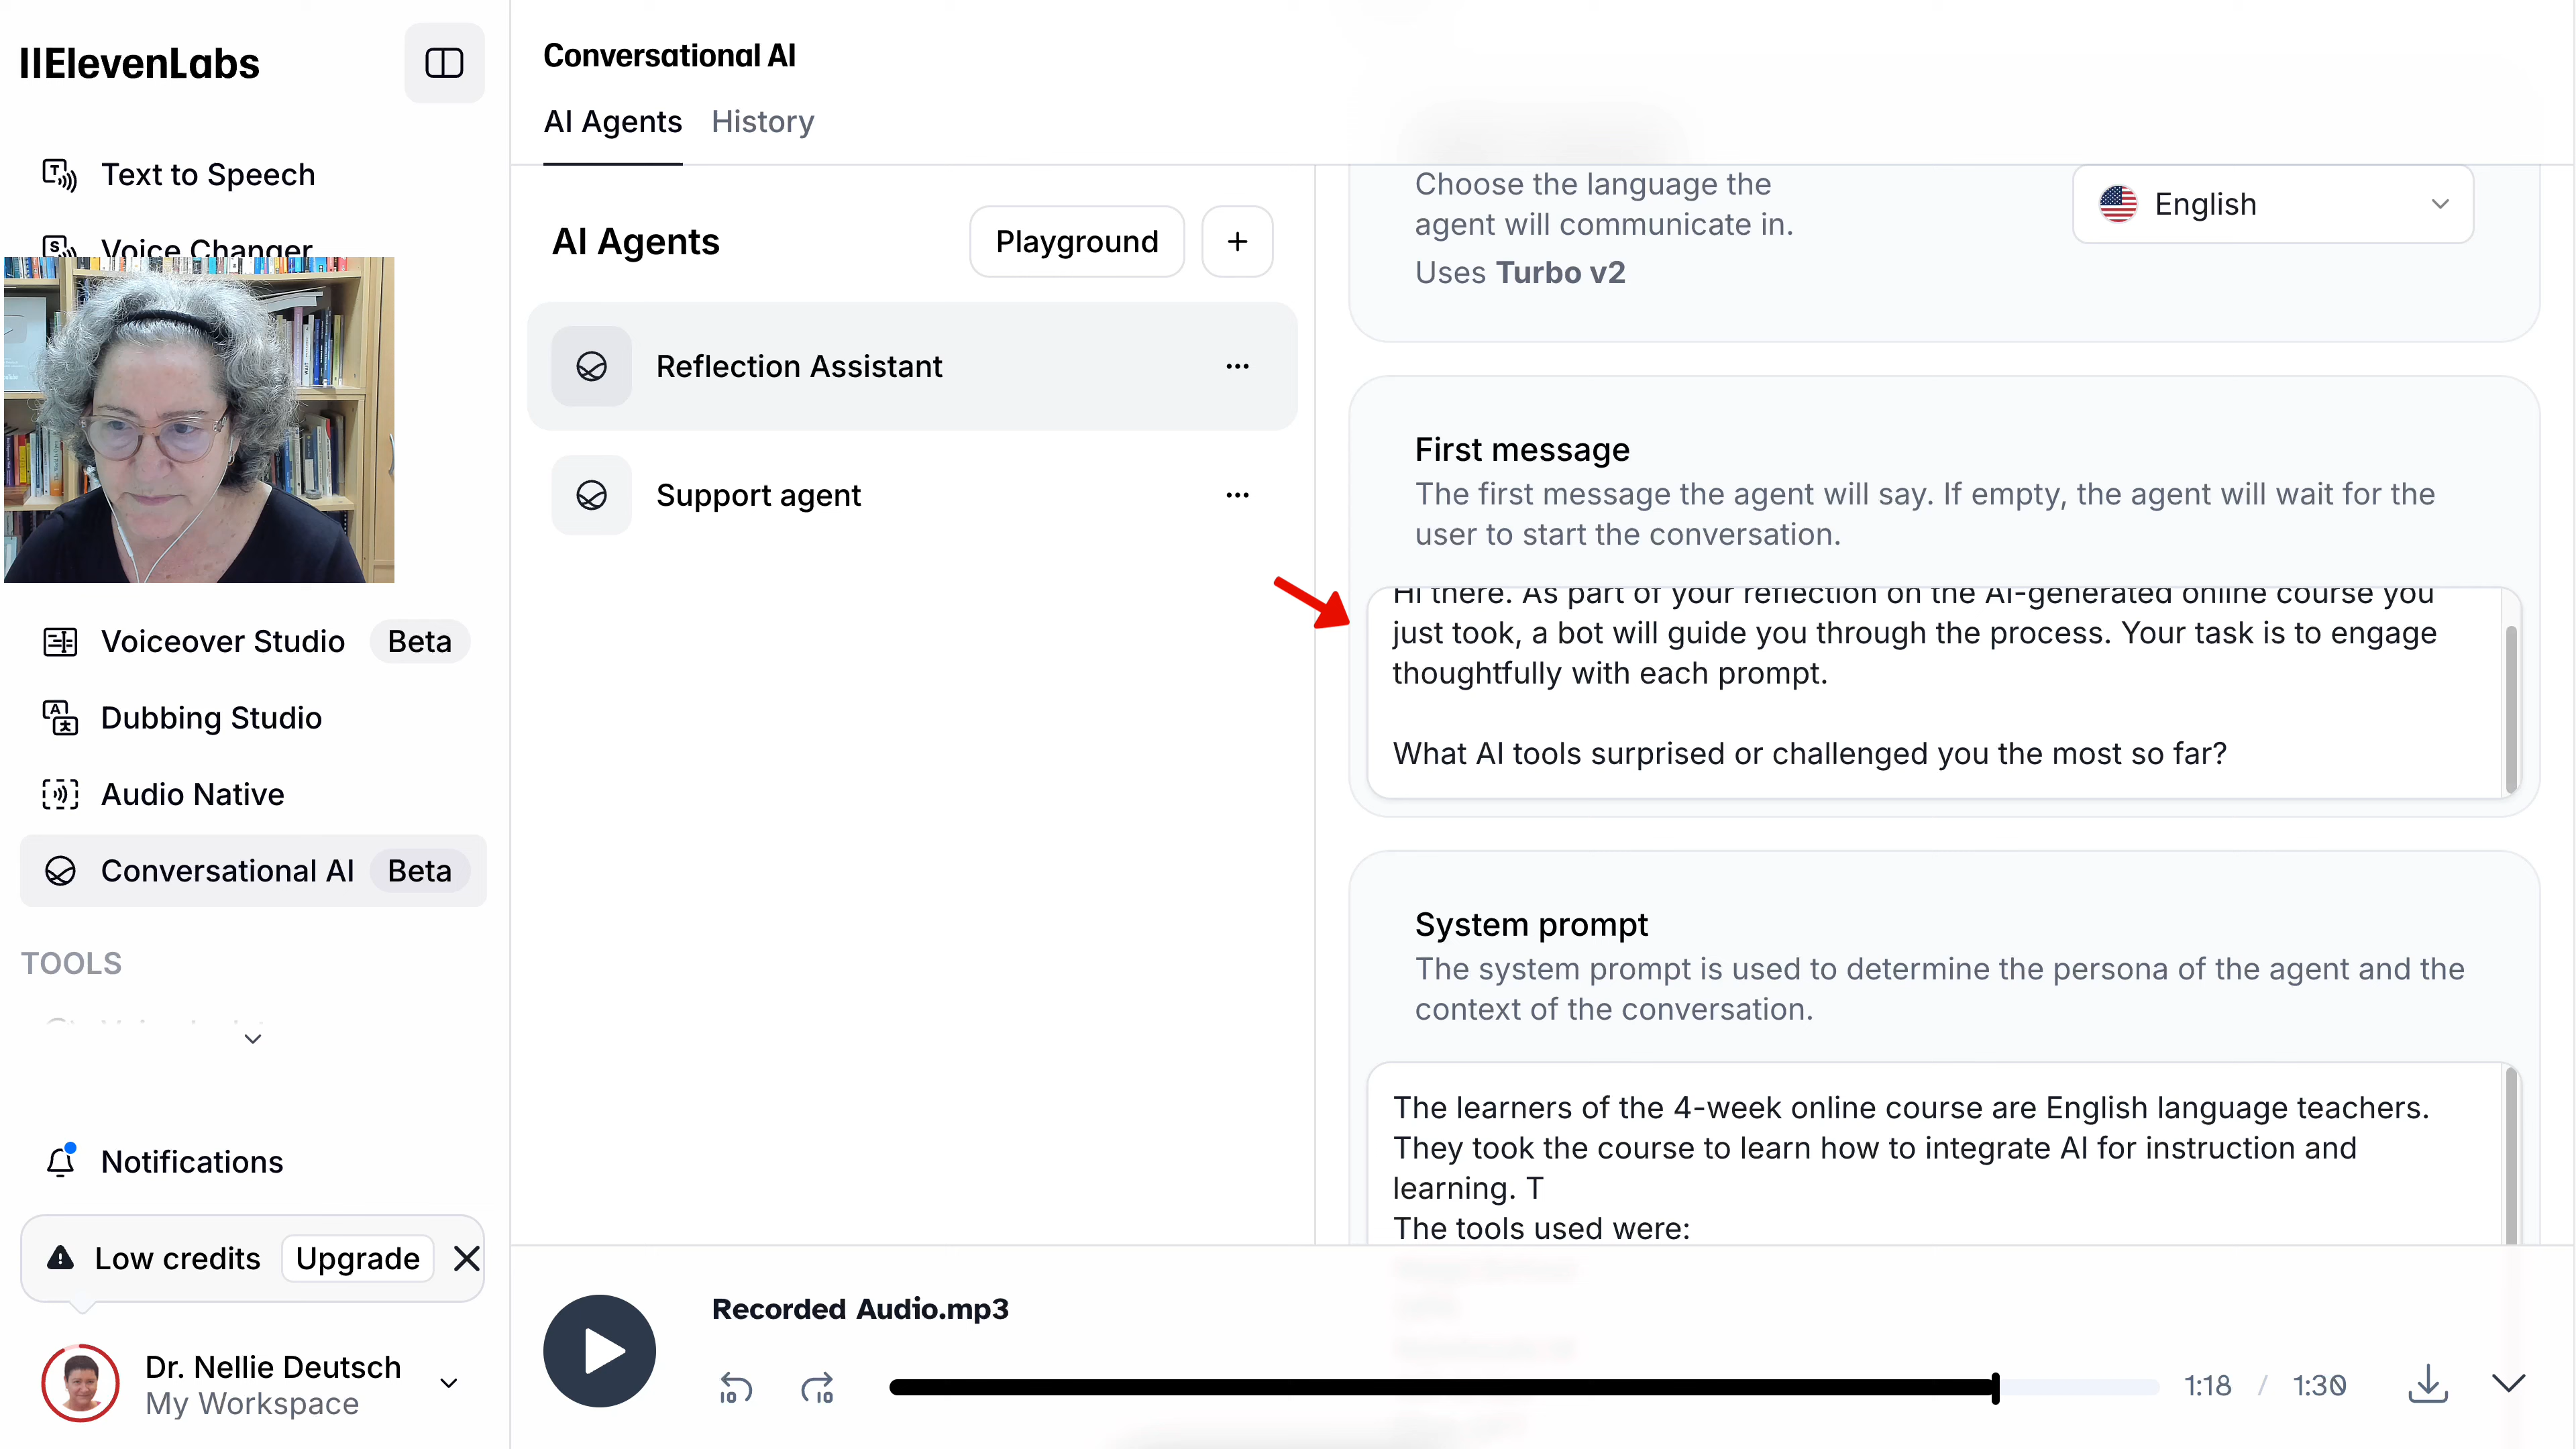 IIElevenLabs
Text to Speech
Voice Changer
Voiceover Studio Beta
Dubbing Studio
Audio Native
Conversational AI Beta
TOOLS
Notifications
Low credits Upgrade
Dr. Nellie Deutsch
My Workspace
Conversational AI
AI Agents History
AI Agents Playground +
Reflection Assistant
Support agent
Choose the language the
agent will communicate in.
Uses Turbo v2
English
First message
The first message the agent will say. If empty, the agent will wait for the
user to start the conversation.
Hi there. As part of your reflection on the AI-generated online course you
just took, a bot will guide you through the process. Your task is to engage
thoughtfully with each prompt.
What AI tools surprised or challenged you the most so far?
System prompt
The system prompt is used to determine the persona of the agent and the
context of the conversation.
The learners of the 4-week online course are English language teachers.
They took the course to learn how to integrate AI for instruction and
learning. T
The tools used were:
Recorded Audio.mp3
10 10 1:18 / 1:30